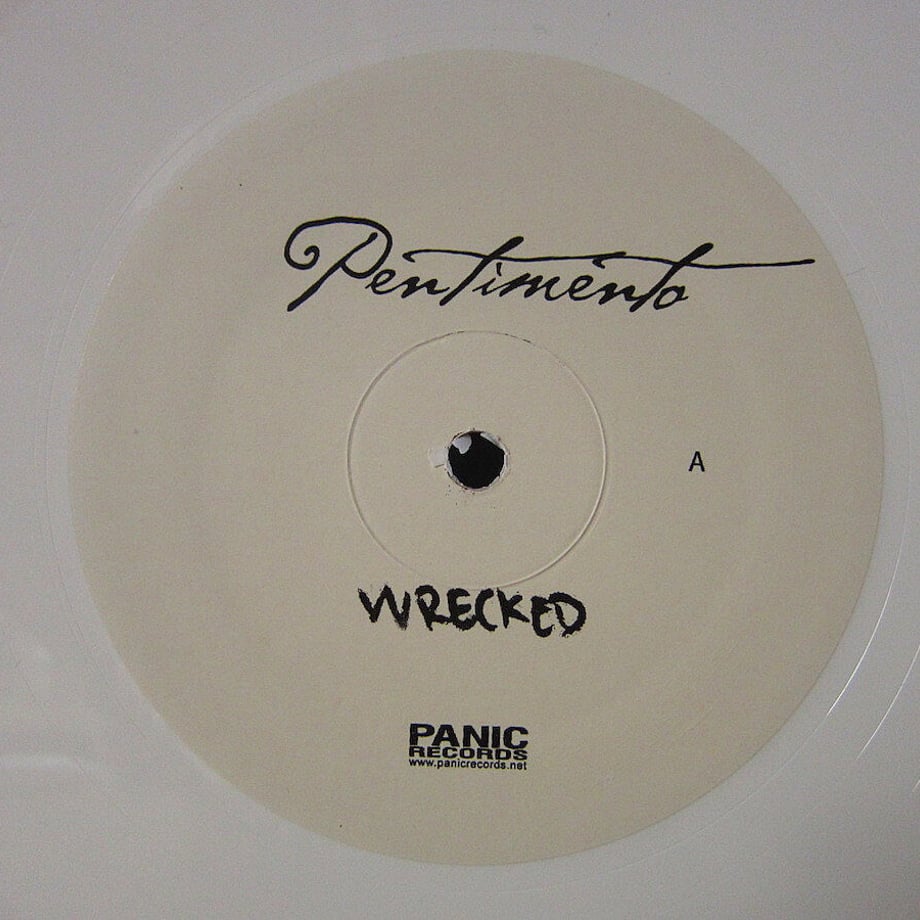 Pentimento
A
WRECKED
PANIC
RECORDS
www.panicrecords.net